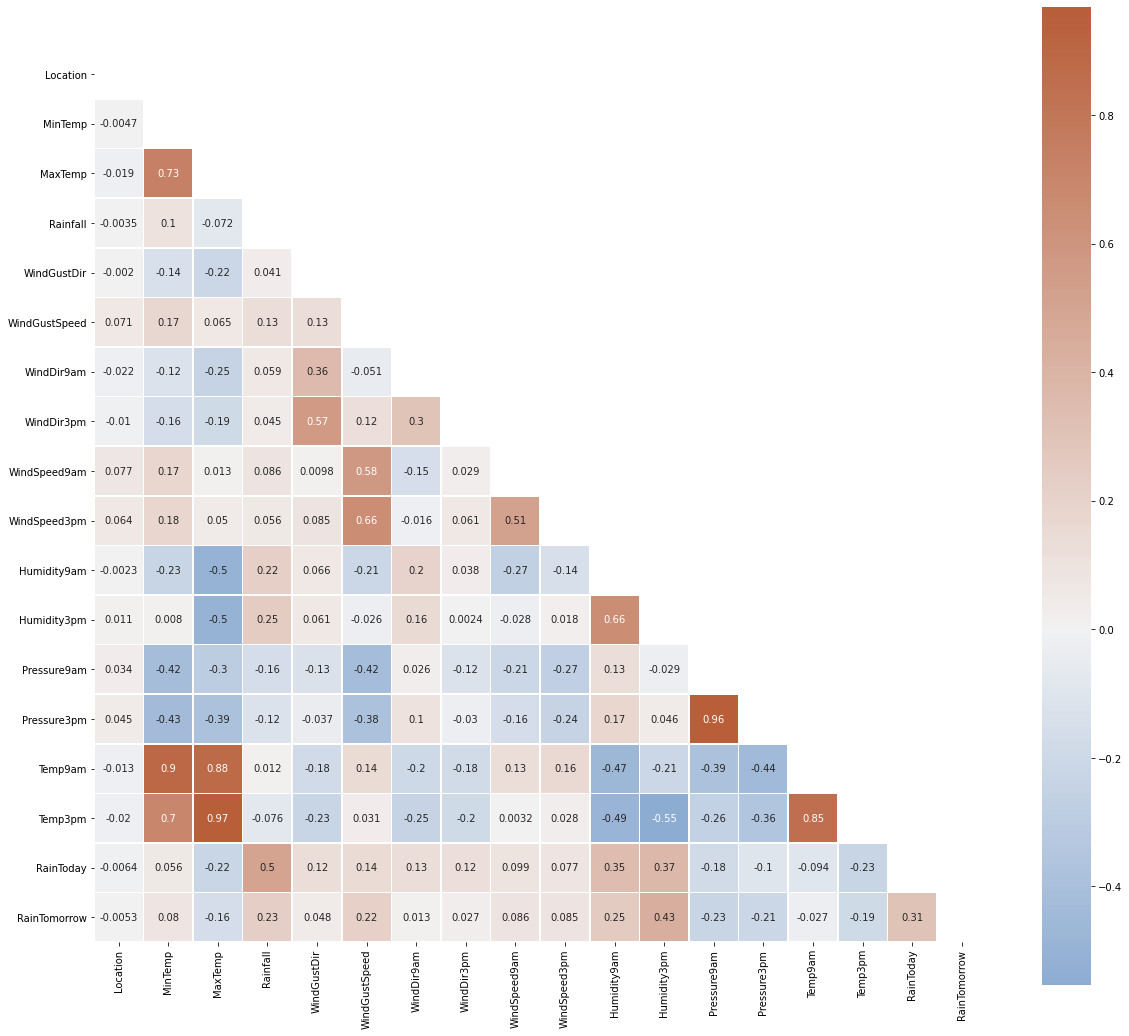 Location
MinTemp -0.0047
MaxTemp -0.019 0.73
Rainfall -0.0035 0.1 -0.072
WindGustDir -0.002 -0.14 -0.22 0.041
WindGustSpeed 0.071 0.17 0.065 0.13 0.13
WindDir9am -0.022 -0.12 -0.25 0.059 0.36 -0.051
WindDir3pm -0.01 -0.16 -0.19 0.045 0.57 0.12 0.3
WindSpeed9am 0.077 0.17 0.013 0.086 0.0098 0.58 -0.15 0.029
WindSpeed3pm 0.064 0.18 0.05 0.056 0.085 0.66 -0.016 0.061 0.51
Humidity9am -0.0023 -0.23 -0.5 0.22 0.066 -0.21 0.2 0.038 -0.27 -0.14
Humidity3pm 0.011 0.008 -0.5 0.25 0.061 -0.026 0.16 0.0024 -0.028 0.018 0.66
Pressure9am 0.034 -0.42 -0.3 -0.16 -0.13 -0.42 0.026 -0.12 -0.21 -0.27 0.13 -0.029
Pressure3pm 0.045 -0.43 -0.39 -0.12 -0.037 -0.38 0.1 -0.03 -0.16 -0.24 0.17 0.046 0.96
Temp9am -0.013 0.9 0.88 0.012 -0.18 0.14 -0.2 -0.18 0.13 0.16 -0.47 -0.21 -0.39 -0.44
Temp3pm -0.02 0.7 0.97 -0.076 -0.23 0.031 -0.25 -0.2 0.0032 0.028 -0.49 -0.55 -0.26 -0.36 0.85
RainToday -0.0064 0.056 -0.22 0.5 0.12 0.14 0.13 0.12 0.099 0.077 0.35 0.37 -0.18 -0.1 -0.094 -0.23
RainTomorrow -0.0053 0.08 -0.16 0.23 0.048 0.22 0.013 0.027 0.086 0.085 0.25 0.43 -0.23 -0.21 -0.027 -0.19 0.31
Location
MinTemp
MaxTemp
Rainfall
WindGustDir
WindGustSpeed
WindDir9am
WindDir3pm
WindSpeed9am
WindSpeed3pm
Humidity9am
Humidity3pm
Pressure9am
Pressure3pm
Temp9am
Temp3pm
RainToday
RainTomorrow
0.8
0.6
0.4
0.2
0.0
−0.2
−0.4